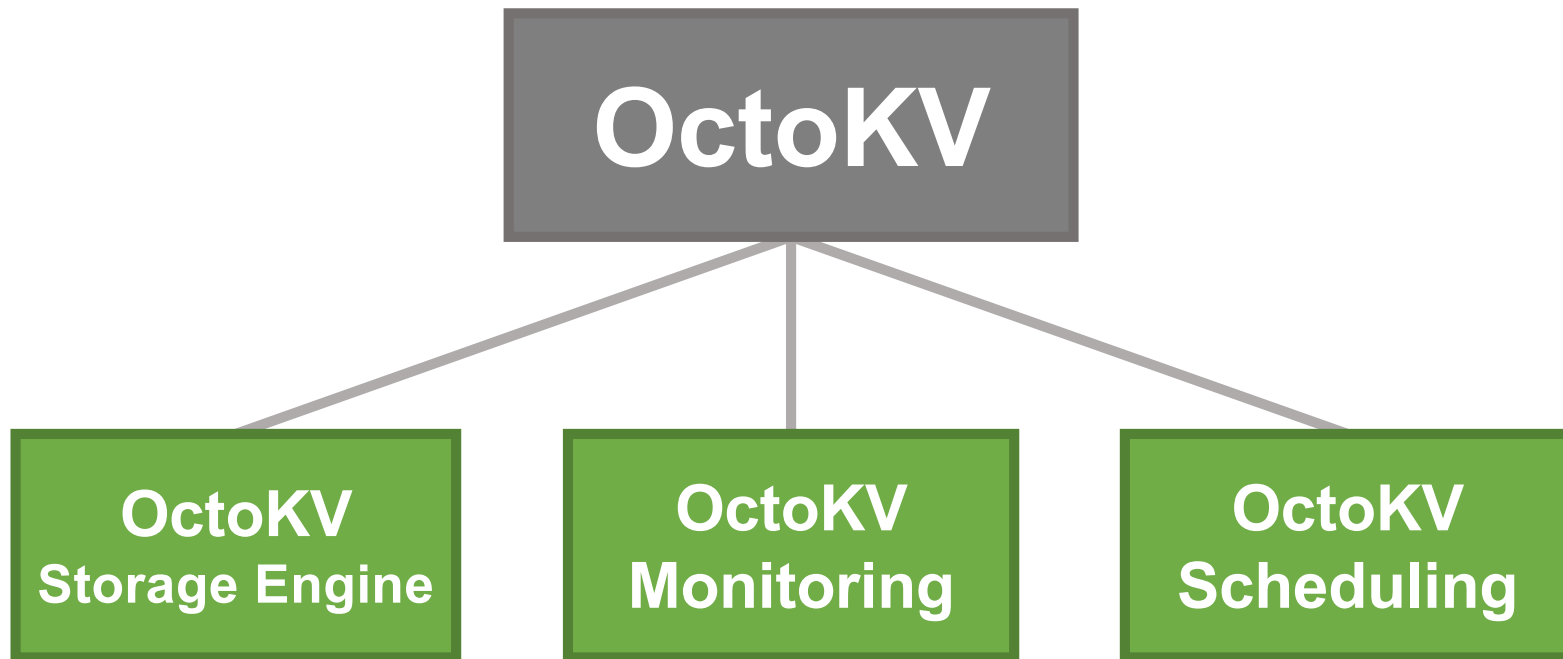 OctoKV
OctoKV
Storage Engine
OctoKV
Monitoring
OctoKV
Scheduling